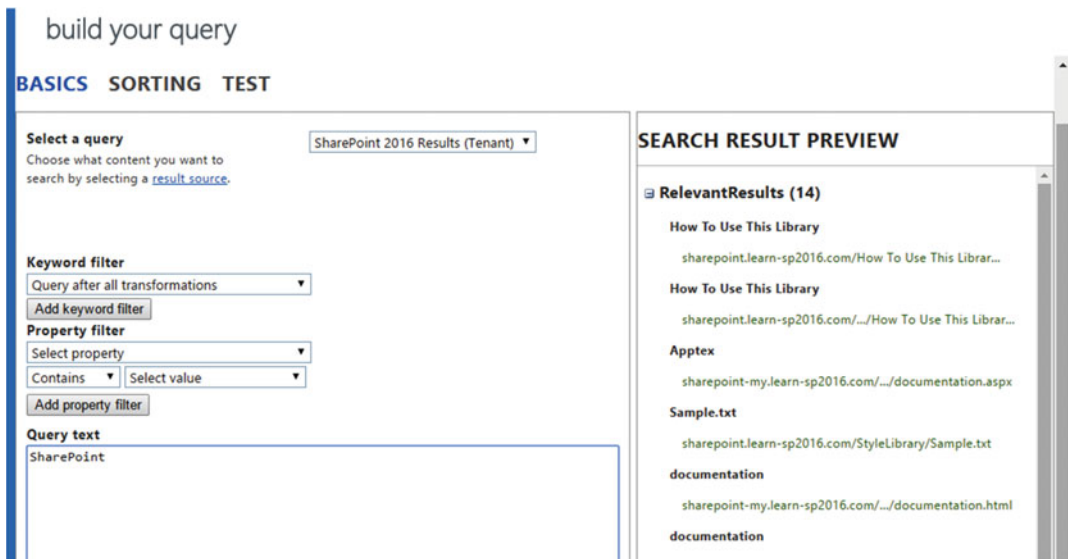 build your query
BASICS SORTING TEST
Select a query
Choose what content you want to
search by selecting a result source.
SharePoint 2016 Results (Tenant)
Keyword filter
Query after all transformations
Add keyword filter
Property filter
Select property
Contains Select value
Add property filter
Query text
SharePoint
SEARCH RESULT PREVIEW
RelevantResults (14)
How To Use This Library
sharepoint.learn-sp2016.com/How To Use This Librar...
How To Use This Library
sharepoint.learn-sp2016.com/.../How To Use This Librar...
Apptex
sharepoint-my.learn-sp2016.com/.../documentation.aspx
Sample.txt
sharepoint.learn-sp2016.com/StyleLibrary/Sample.txt
documentation
sharepoint-my.learn-sp2016.com/.../documentation.html
documentation